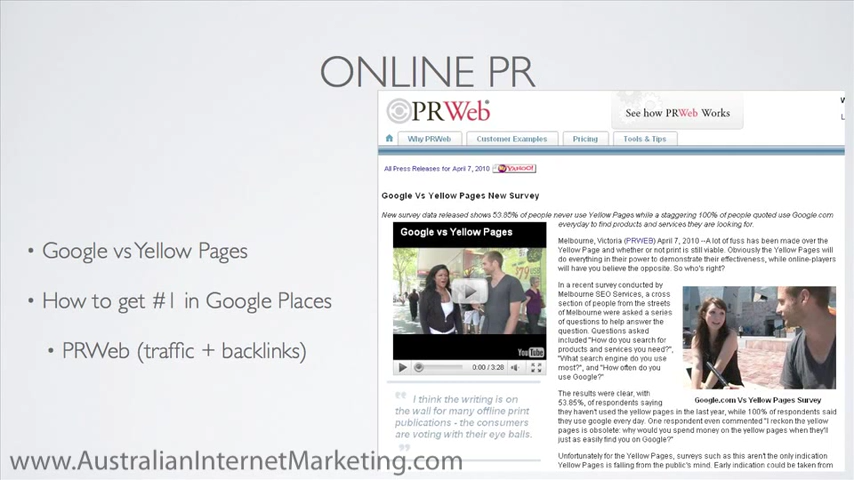 ONLINE PR
PRWeb
See how PRWeb Works
Why PRWeb
Customer Examples
Pricing
Tools & Tips
All Press Releases for April 7, 2010
Google Vs Yellow Pages New Survey
New survey data released shows 53.85% of people never use Yellow Pages while a staggering 100% of people quoted use Google.com
everyday to find products and services they are looking for.
Google vs Yellow Pages
YouTube
0:00 / 3:28
Melbourne, Victoria (PRWEB) April 7, 2010 --A lot of fuss has been made over the
Yellow Page and whether or not print is still viable. Obviously the Yellow Pages will
do everything in their power to demonstrate their effectiveness, while online-players
will have you believe the opposite. So who's right?
In a recent survey conducted by
Melbourne SEO Services, a cross
section of people from the streets
of Melbourne were asked a series
of questions to help answer the
question. Questions asked
included "How do you search for
products and services you need?",
"What search engine do you use
most?", and "How often do you
use Google?"
Google.com Vs Yellow Pages Survey
The results were clear, with
53.85%, of respondents saying
they haven't used the yellow pages in the last year, while 100% of respondents said
they use google every day. One respondent even commented "I reckon the yellow
pages is obsolete: why would you spend money on the yellow pages when they'll
just as easily find you on Google?"
Unfortunately for the Yellow Pages, surveys such as this aren't the only indication
Yellow Pages is falling from the public's mind. Early indication could be taken from
I think the writing is on
the wall for many offline print
publications - the consumers
are voting with their eye balls.
• Google vs Yellow Pages
• How to get #1 in Google Places
• PRWeb (traffic + backlinks)
www.AustralianInternetMarketing.com